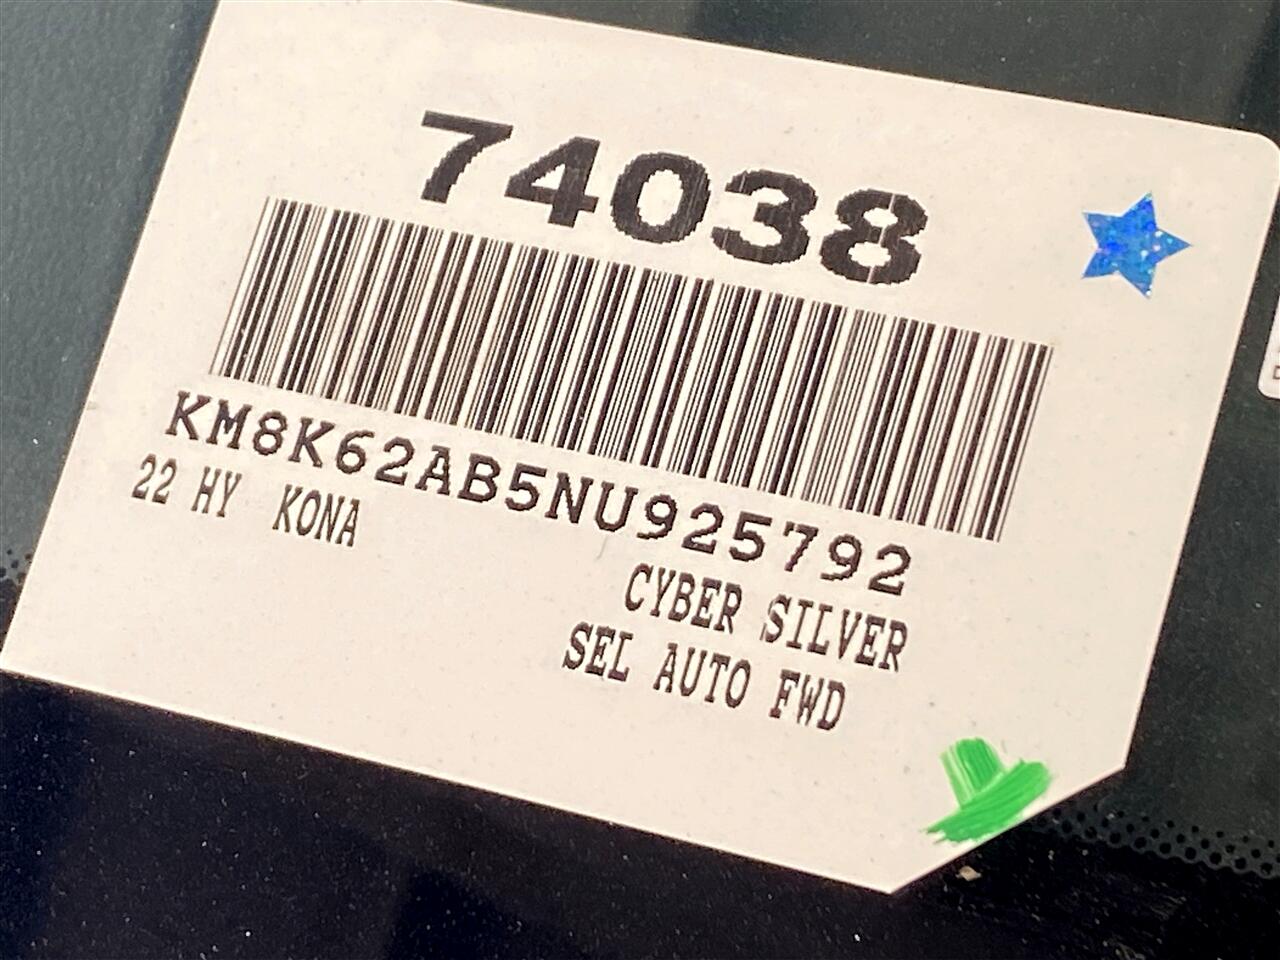 74038
KM8K62AB5NU925792
22 HY KONA
CYBER SILVER
SEL AUTO FWD